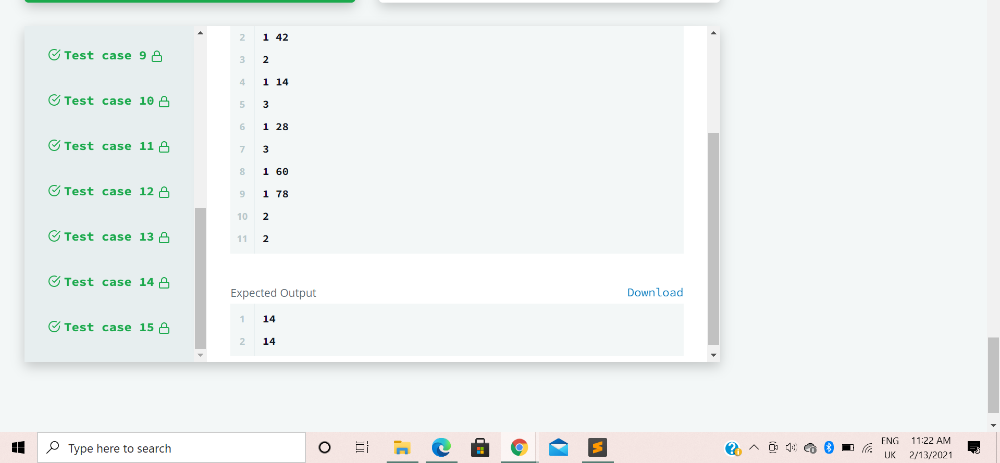 Test case 9
Test case 10
Test case 11
Test case 12
Test case 13
Test case 14
Test case 15
2 1 42
3 2
4 1 14
5 3
6 1 28
7 3
8 1 60
9 1 78
10 2
11 2
Expected Output Download
1 14
2 14
Type here to search
ENG 11:22 AM
UK 2/13/2021